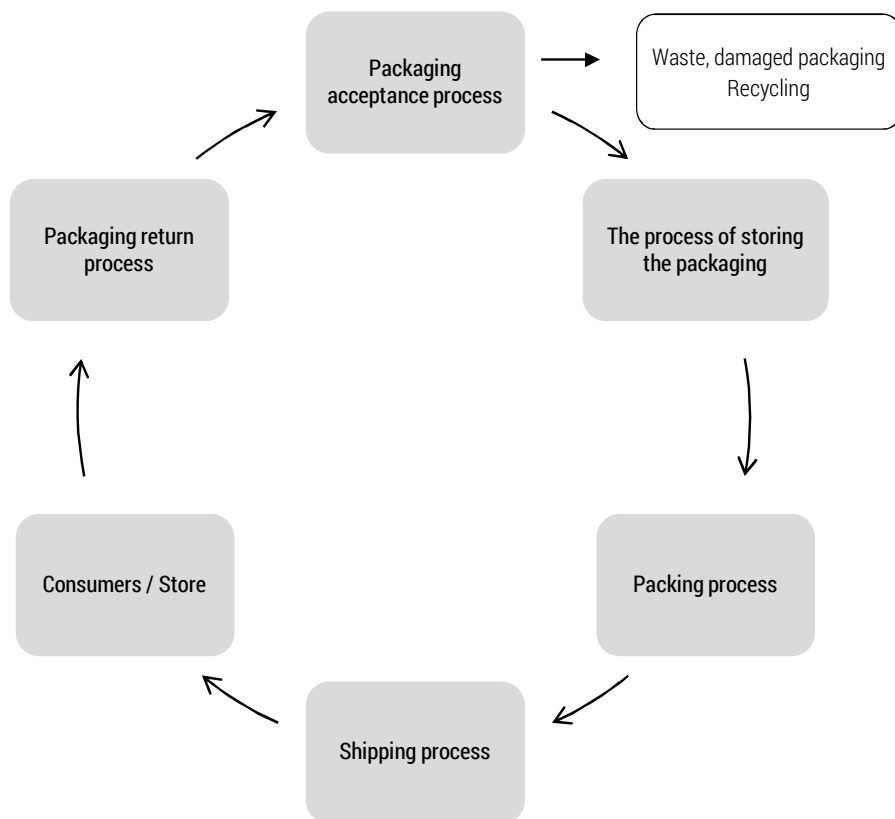 Packaging
acceptance process
Waste, damaged packaging
Recycling
Packaging return
process
The process of storing
the packaging
Consumers / Store
Packing process
Shipping process